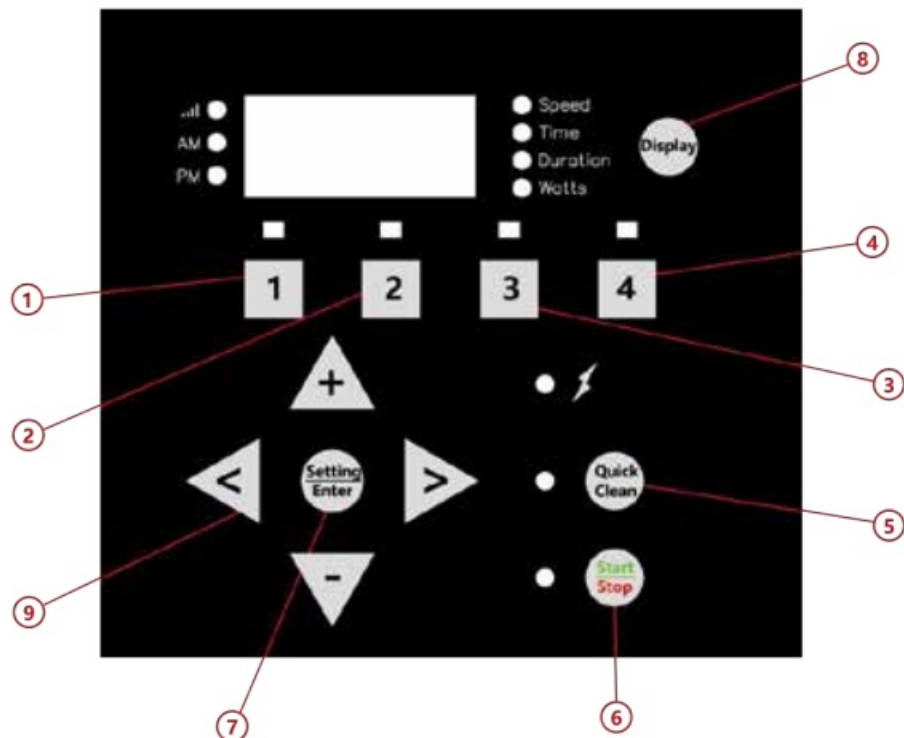 8
Speed
Time
AM
Display
Duration
PM
Watts
4
1
1 2 3 4
+
3
2
< Setting >
Enter
Quick
Clean
5
-
Start
Stop
9
7
6